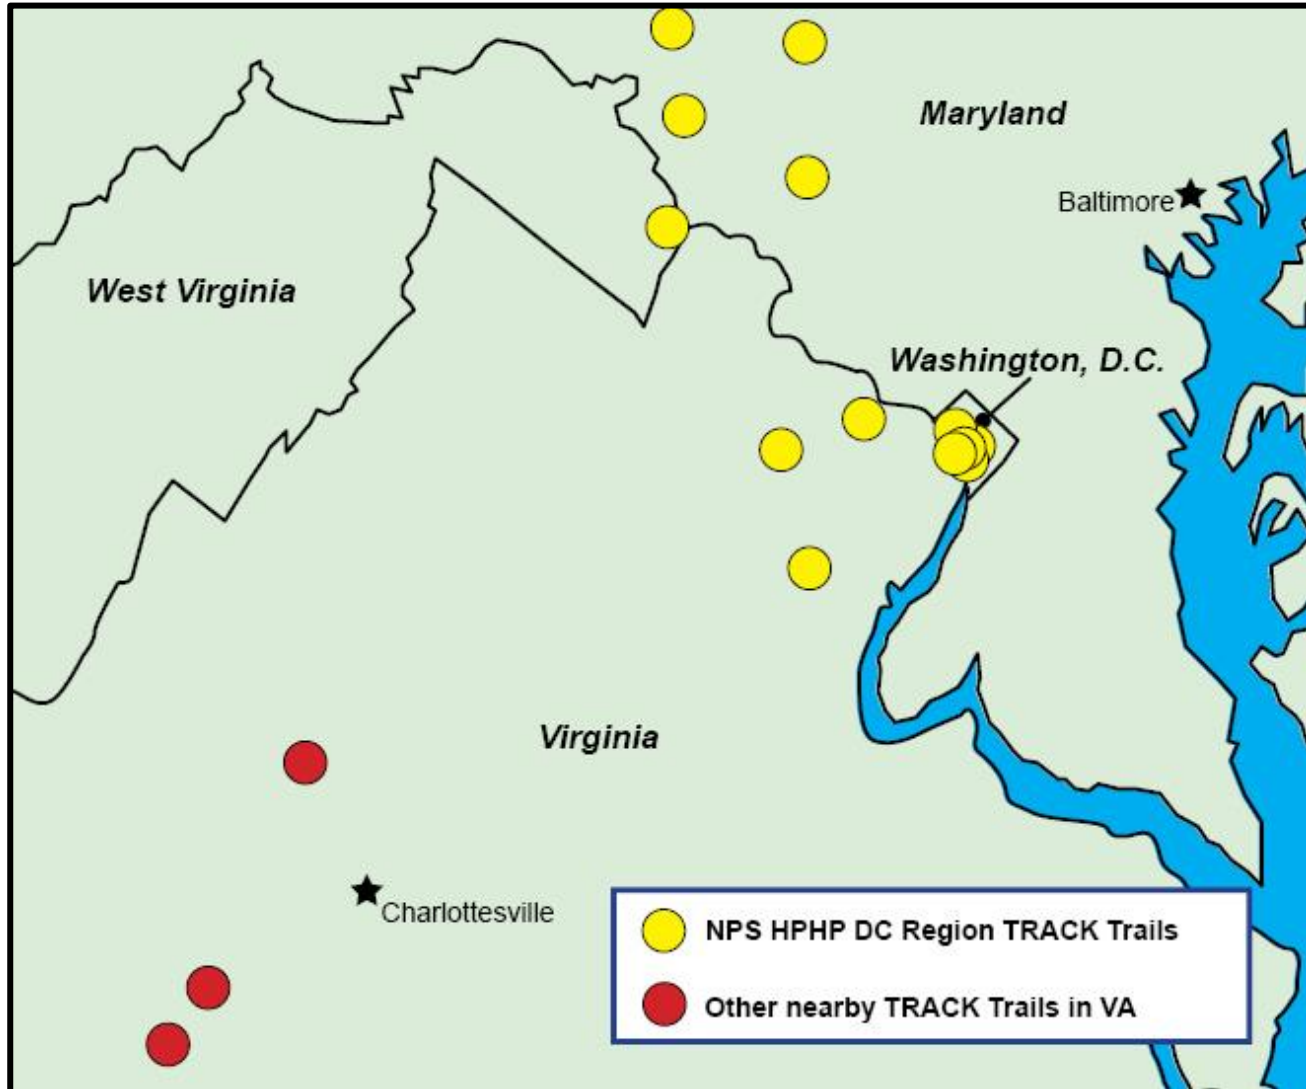 Maryland
Baltimore
West Virginia
Washington, D.C.
Virginia
Charlottesville
NPS HPHP DC Region TRACK Trails
Other nearby TRACK Trails in VA